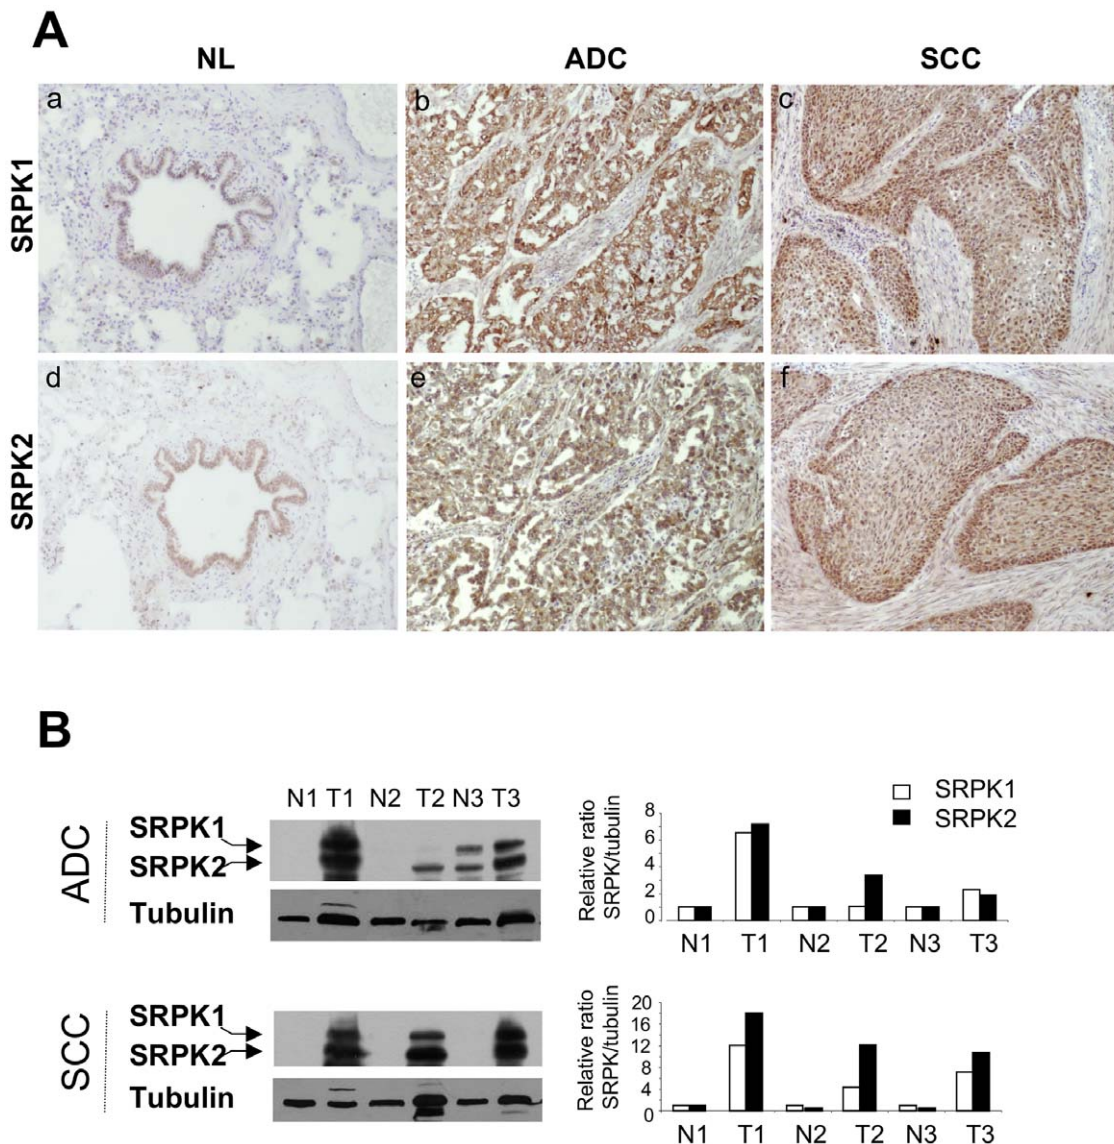 A
NL ADC SCC
SRPK1
a b c
SRPK2
d e f
B
ADC
N1 T1 N2 T2 N3 T3
SRPK1
SRPK2
Tubulin
Relative ratio
SRPK/tubulin
8
6
4
2
0
N1 T1 N2 T2 N3 T3
SRPK1
SRPK2
SCC
SRPK1
SRPK2
Tubulin
Relative ratio
SRPK/tubulin
20
16
12
8
4
0
N1 T1 N2 T2 N3 T3